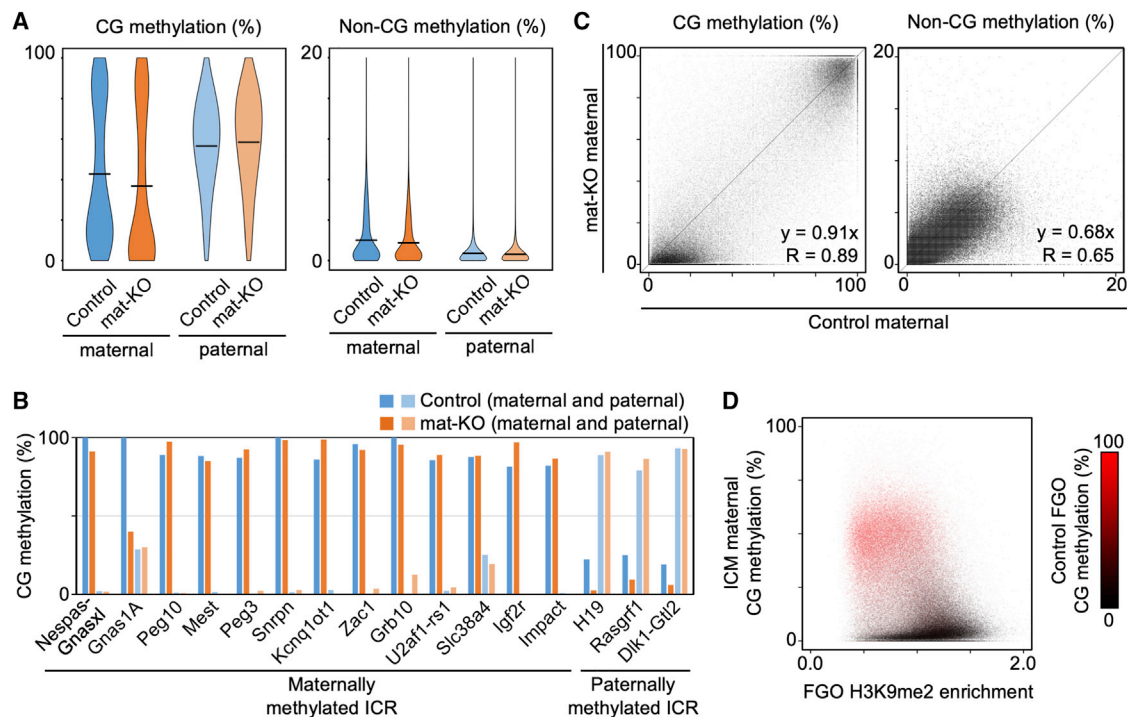 A
CG methylation (%)
Non-CG methylation (%)
100
0
20
0
Control
mat-KO
Control
mat-KO
Control
mat-KO
Control
mat-KO
maternal
paternal
maternal
paternal
B
Control (maternal and paternal)
mat-KO (maternal and paternal)
CG methylation (%)
100
0
Nespas-
Gnasxl
Gnas1A
Peg10
Mest
Peg3
Snrpn
Kcnq1ot1
Zac1
Grb10
U2af1-rs1
Slc38a4
Igf2r
Impact
H19
Rasgrf1
Dlk1-Gtl2
Maternally
methylated ICR
Paternally
methylated ICR
C
CG methylation (%)
Non-CG methylation (%)
mat-KO maternal
100
0
0
100
y = 0.91x
R = 0.89
20
0
0
20
y = 0.68x
R = 0.65
Control maternal
D
ICM maternal
CG methylation (%)
100
0
0.0
2.0
FGO H3K9me2 enrichment
Control FGO
CG methylation (%)
100
0